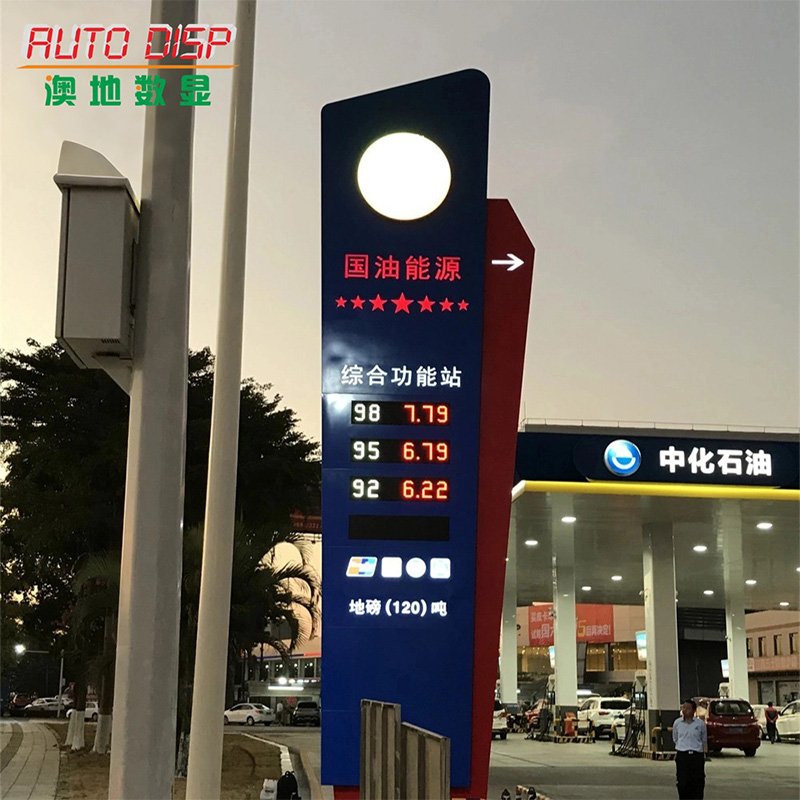 AUTO DISP
澳地数显
国油能源
综合功能站
98 7.79
95 6.79
92 6.22
地磅(120)吨
中化石油